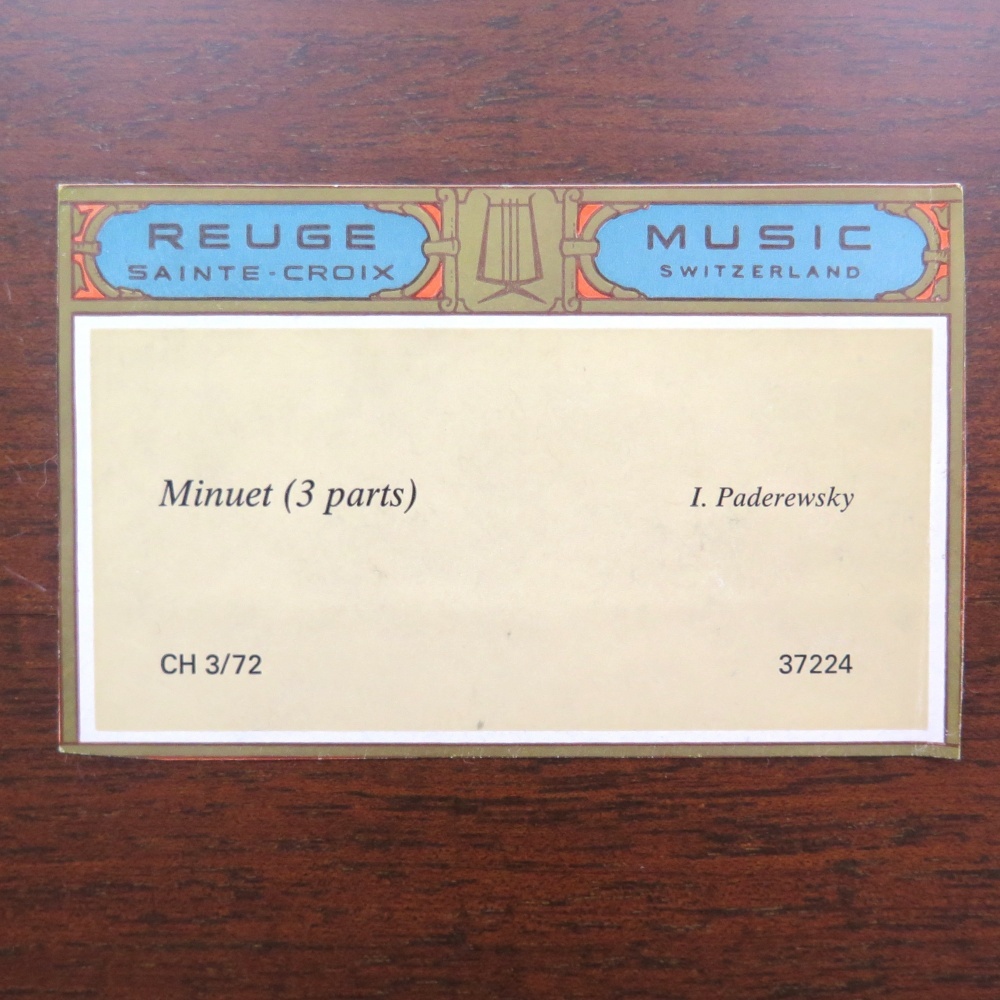 REUGE MUSIC
SAINTE-CROIX SWITZERLAND
Minuet (3 parts) I. Paderewsky
CH 3/72 37224